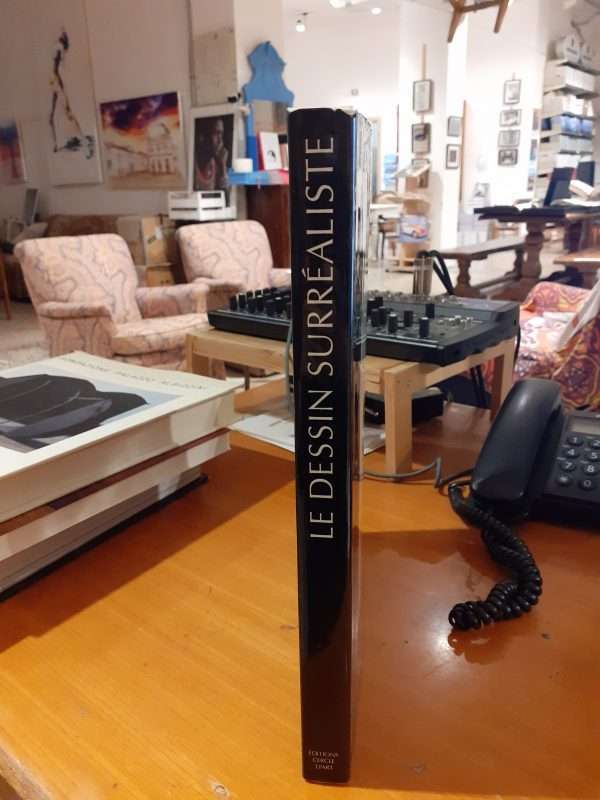 LE DESSIN SURRÉALISTE
ÉDITIONS
CERCLE
D'ART